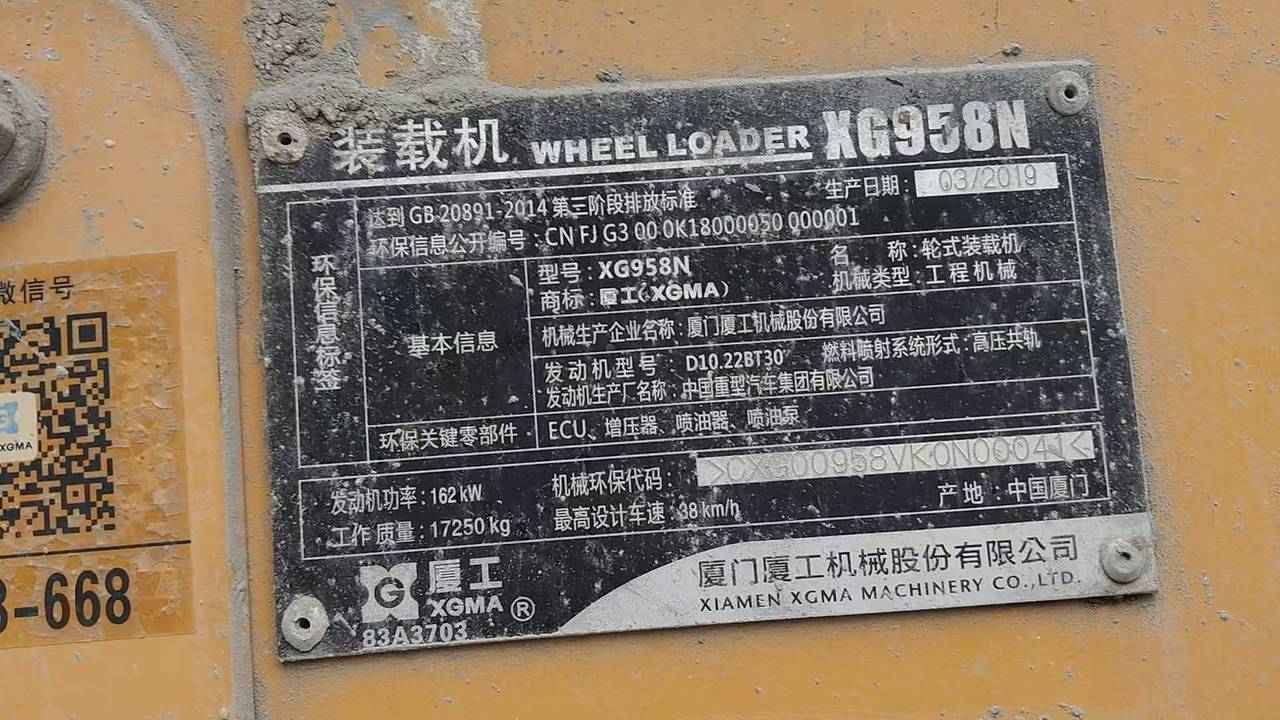 装载机 WHEEL LOADER XG958N
达到 GB 20891-2014 第三阶段排放标准 生产日期: 03/2019
环保信息公开编号: CN FJ G3 00 0K18000050 000001
环保信息标签
基本信息
型号: XG958N 名 称: 轮式装载机
商标: 厦工(XGMA) 机械类型: 工程机械
机械生产企业名称: 厦门厦工机械股份有限公司
发动机型号 D10.22BT30 燃料喷射系统形式: 高压共轨
发动机生产厂名称: 中国重型汽车集团有限公司
环保关键零部件 ECU、增压器、喷油器、喷油泵
发动机功率: 162 kW 机械环保代码: >CXG00958VK0N00041<
工作质量: 17250 kg 最高设计车速: 38 km/h 产地: 中国厦门
厦工
XGMA ®
83A3703
厦门厦工机械股份有限公司
XIAMEN XGMA MACHINERY CO.,LTD.
微信号
XGMA
-668